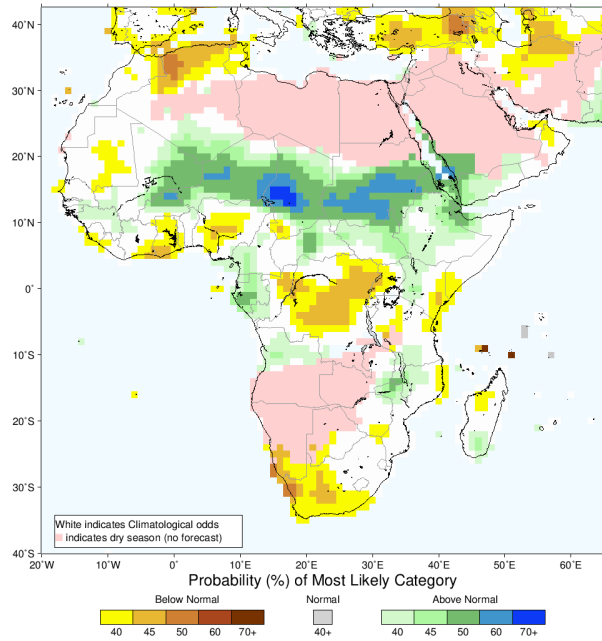 40°N
30°N
20°N
10°N
0°
10°S
20°S
30°S
40°S
20°W 10°W 0° 10°E 20°E 30°E 40°E 50°E 60°E
White indicates Climatological odds
indicates dry season (no forecast)
Probability (%) of Most Likely Category
Below Normal Normal Above Normal
40 45 50 60 70+ 40+ 40 45 50 60 70+